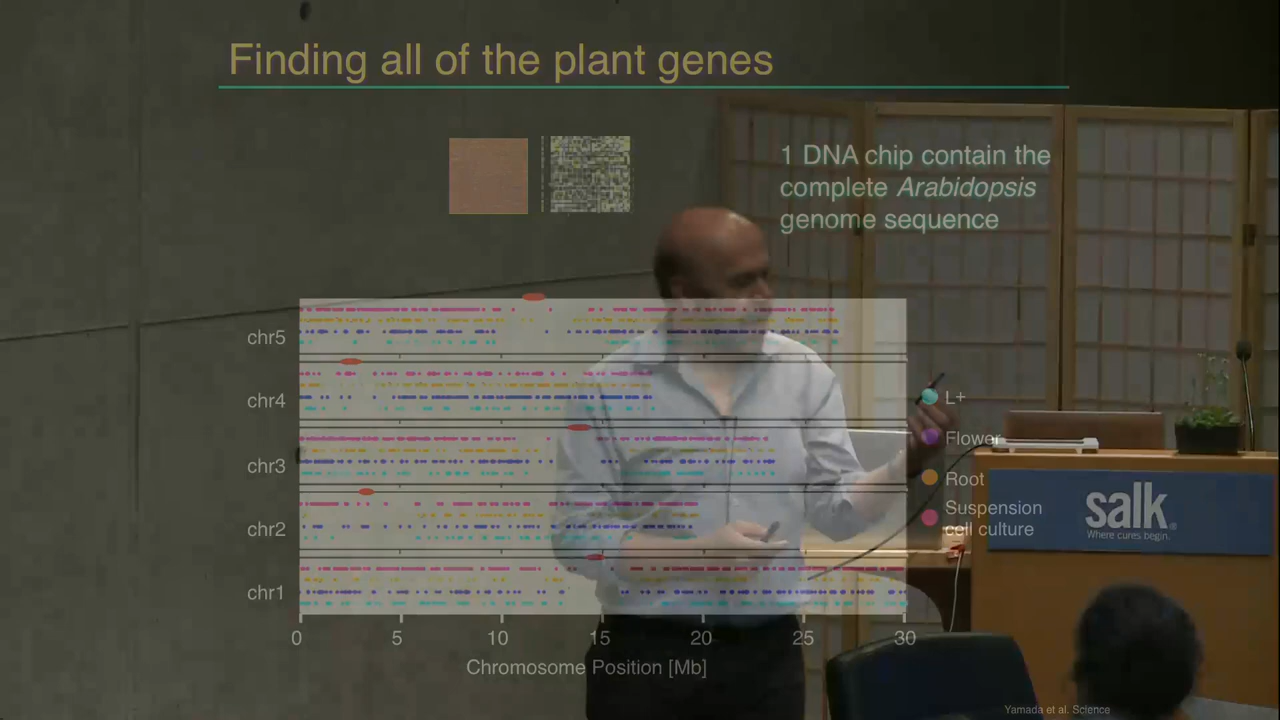 Finding all of the plant genes
1 DNA chip contain the
complete Arabidopsis
genome sequence
chr5
chr4
chr3
chr2
chr1
0 5 10 15 20 25 30
Chromosome Position [Mb]
L+
Flower
Root
Suspension
cell culture
salk®
Where cures begin.
Yamada et al. Science